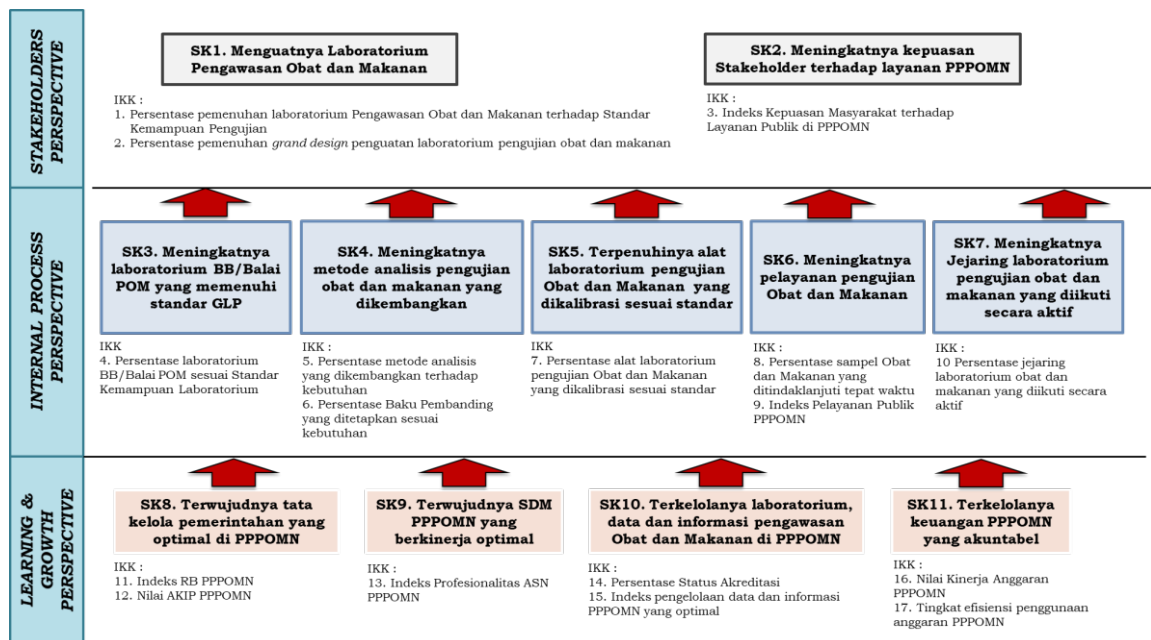 STAKEHOLDERS
PERSPECTIVE
SK1. Menguatnya Laboratorium
Pengawasan Obat dan Makanan
SK2. Meningkatnya kepuasan
Stakeholder terhadap layanan PPPOMN
IKK :
1. Persentase pemenuhan laboratorium Pengawasan Obat dan Makanan terhadap Standar
Kemampuan Pengujian
2. Persentase pemenuhan grand design penguatan laboratorium pengujian obat dan makanan
IKK :
3. Indeks Kepuasan Masyarakat terhadap
Layanan Publik di PPPOMN
INTERNAL PROCESS
PERSPECTIVE
SK3. Meningkatnya
laboratorium BB/Balai
POM yang memenuhi
standar GLP
SK4. Meningkatnya
metode analisis pengujian
obat dan makanan yang
dikembangkan
SK5. Terpenuhinya alat
laboratorium pengujian
Obat dan Makanan yang
dikalibrasi sesuai standar
SK6. Meningkatnya
pelayanan pengujian
Obat dan Makanan
SK7. Meningkatnya
Jejaring laboratorium
pengujian obat dan
makanan yang diikuti
secara aktif
IKK
4. Persentase laboratorium
BB/Balai POM sesuai Standar
Kemampuan Laboratorium
IKK :
5. Persentase metode analisis
yang dikembangkan terhadap
kebutuhan
6. Persentase Baku Pembanding
yang ditetapkan sesuai
kebutuhan
IKK :
7. Persentase alat laboratorium
pengujian Obat dan Makanan
yang dikalibrasi sesuai standar
IKK :
8. Persentase sampel Obat
dan Makanan yang
ditindaklanjuti tepat waktu
9. Indeks Pelayanan Publik
PPPOMN
IKK :
10 Persentase jejaring
laboratorium obat dan
makanan yang diikuti secara
aktif
LEARNING &
GROWTH
PERSPECTIVE
SK8. Terwujudnya tata
kelola pemerintahan yang
optimal di PPPOMN
SK9. Terwujudnya SDM
PPPOMN yang
berkinerja optimal
SK10. Terkelolanya laboratorium,
data dan informasi pengawasan
Obat dan Makanan di PPPOMN
SK11. Terkelolanya
keuangan PPPOMN
yang akuntabel
IKK :
11. Indeks RB PPPOMN
12. Nilai AKIP PPPOMN
IKK :
13. Indeks Profesionalitas ASN
PPPOMN
IKK :
14. Persentase Status Akreditasi
15. Indeks pengelolaan data dan informasi
PPPOMN yang optimal
IKK :
16. Nilai Kinerja Anggaran
PPPOMN
17. Tingkat efisiensi penggunaan
anggaran PPPOMN